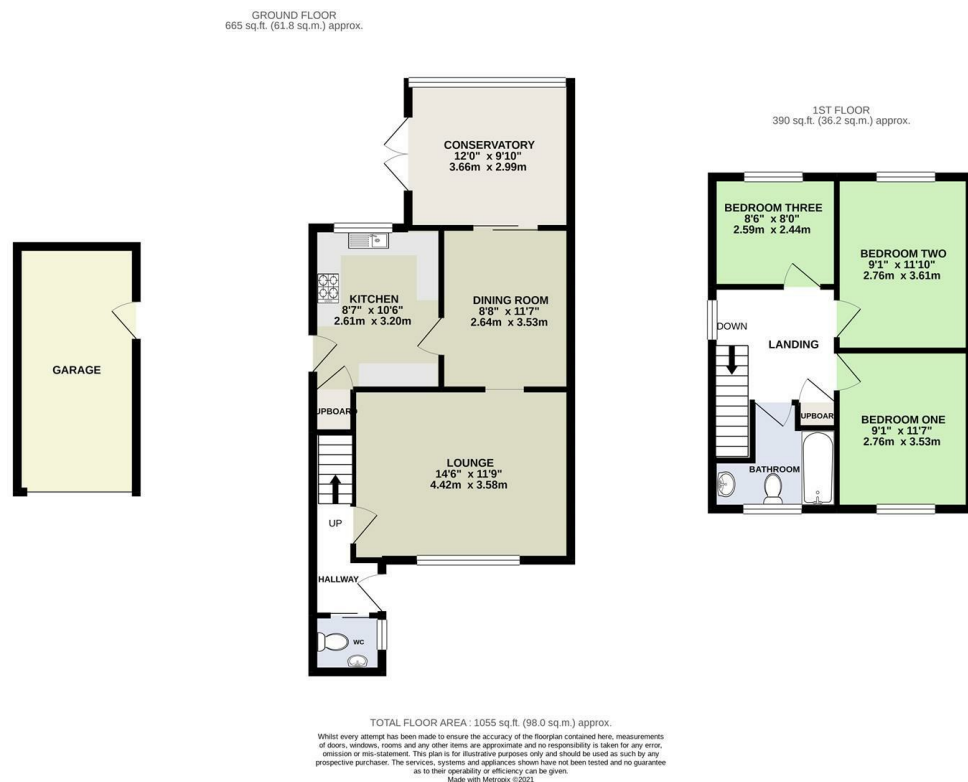 GROUND FLOOR
665 sq.ft. (61.8 sq.m.) approx.
1ST FLOOR
390 sq.ft. (36.2 sq.m.) approx.
CONSERVATORY
12'0" x 9'10"
3.66m x 2.99m
KITCHEN
8'7" x 10'6"
2.61m x 3.20m
DINING ROOM
8'8" x 11'7"
2.64m x 3.53m
GARAGE
UPBOARD
LOUNGE
14'6" x 11'9"
4.42m x 3.58m
UP
HALLWAY
WC
BEDROOM THREE
8'6" x 8'0"
2.59m x 2.44m
BEDROOM TWO
9'1" x 11'10"
2.76m x 3.61m
DOWN
LANDING
UPBOAR
BEDROOM ONE
9'1" x 11'7"
2.76m x 3.53m
BATHROOM
TOTAL FLOOR AREA : 1055 sq.ft. (98.0 sq.m.) approx.
Whilst every attempt has been made to ensure the accuracy of the floorplan contained here, measurements
of doors, windows, rooms and any other items are approximate and no responsibility is taken for any error,
omission or mis-statement. This plan is for illustrative purposes only and should be used as such by any
prospective purchaser. The services, systems and appliances shown have not been tested and no guarantee
as to their operability or efficiency can be given.
Made with Metropix ©2021